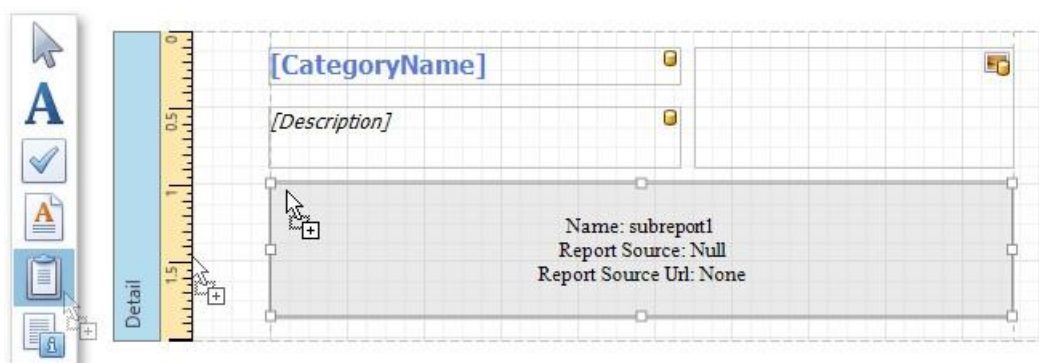 A
A
Detail
0
0.5
1
1.5
[CategoryName]
[Description]
Name: subreport1
Report Source: Null
Report Source Url: None